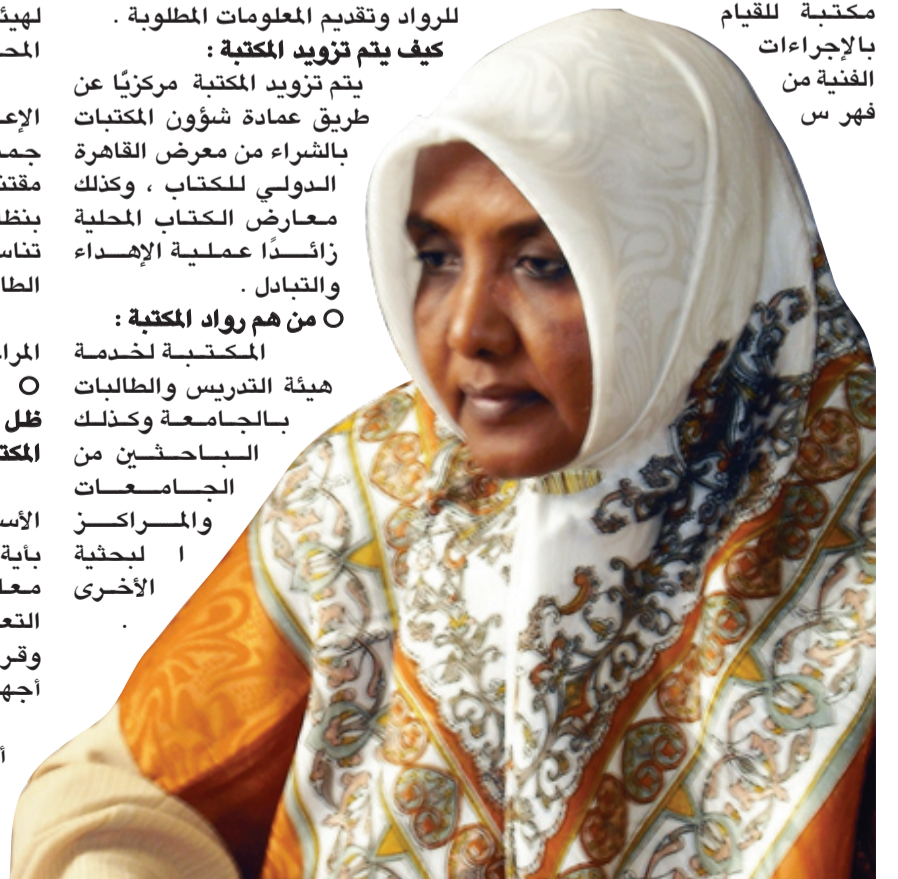 مكتبة للقيام
بالإجراءات
الفنية من
فهر س
للرواد وتقديم المعلومات المطلوبة .
كيف يتم تزويد المكتبة :
يتم تزويد المكتبة مركزيًا عن
طريق عمادة شؤون المكتبات
بالشراء من معرض القاهرة
الدولي للكتاب ، وكذلك
معارض الكتاب المحلية
زائدًا عملية الإهداء
والتبادل .
O من هم رواد المكتبة :
المكتبة لخدمة
هيئة التدريس والطالبات
بالجامعة وكذلك
الباحثين من
الجامعات
والمراكز
ا لبحثية
الأخرى
.
لهيئ
المح
الإع
جم
مقتن
بنظ
تناس
الطا
المرا
O
ظل
المكت
الأس
بأية
معا
التع
وقر
أجه
أ